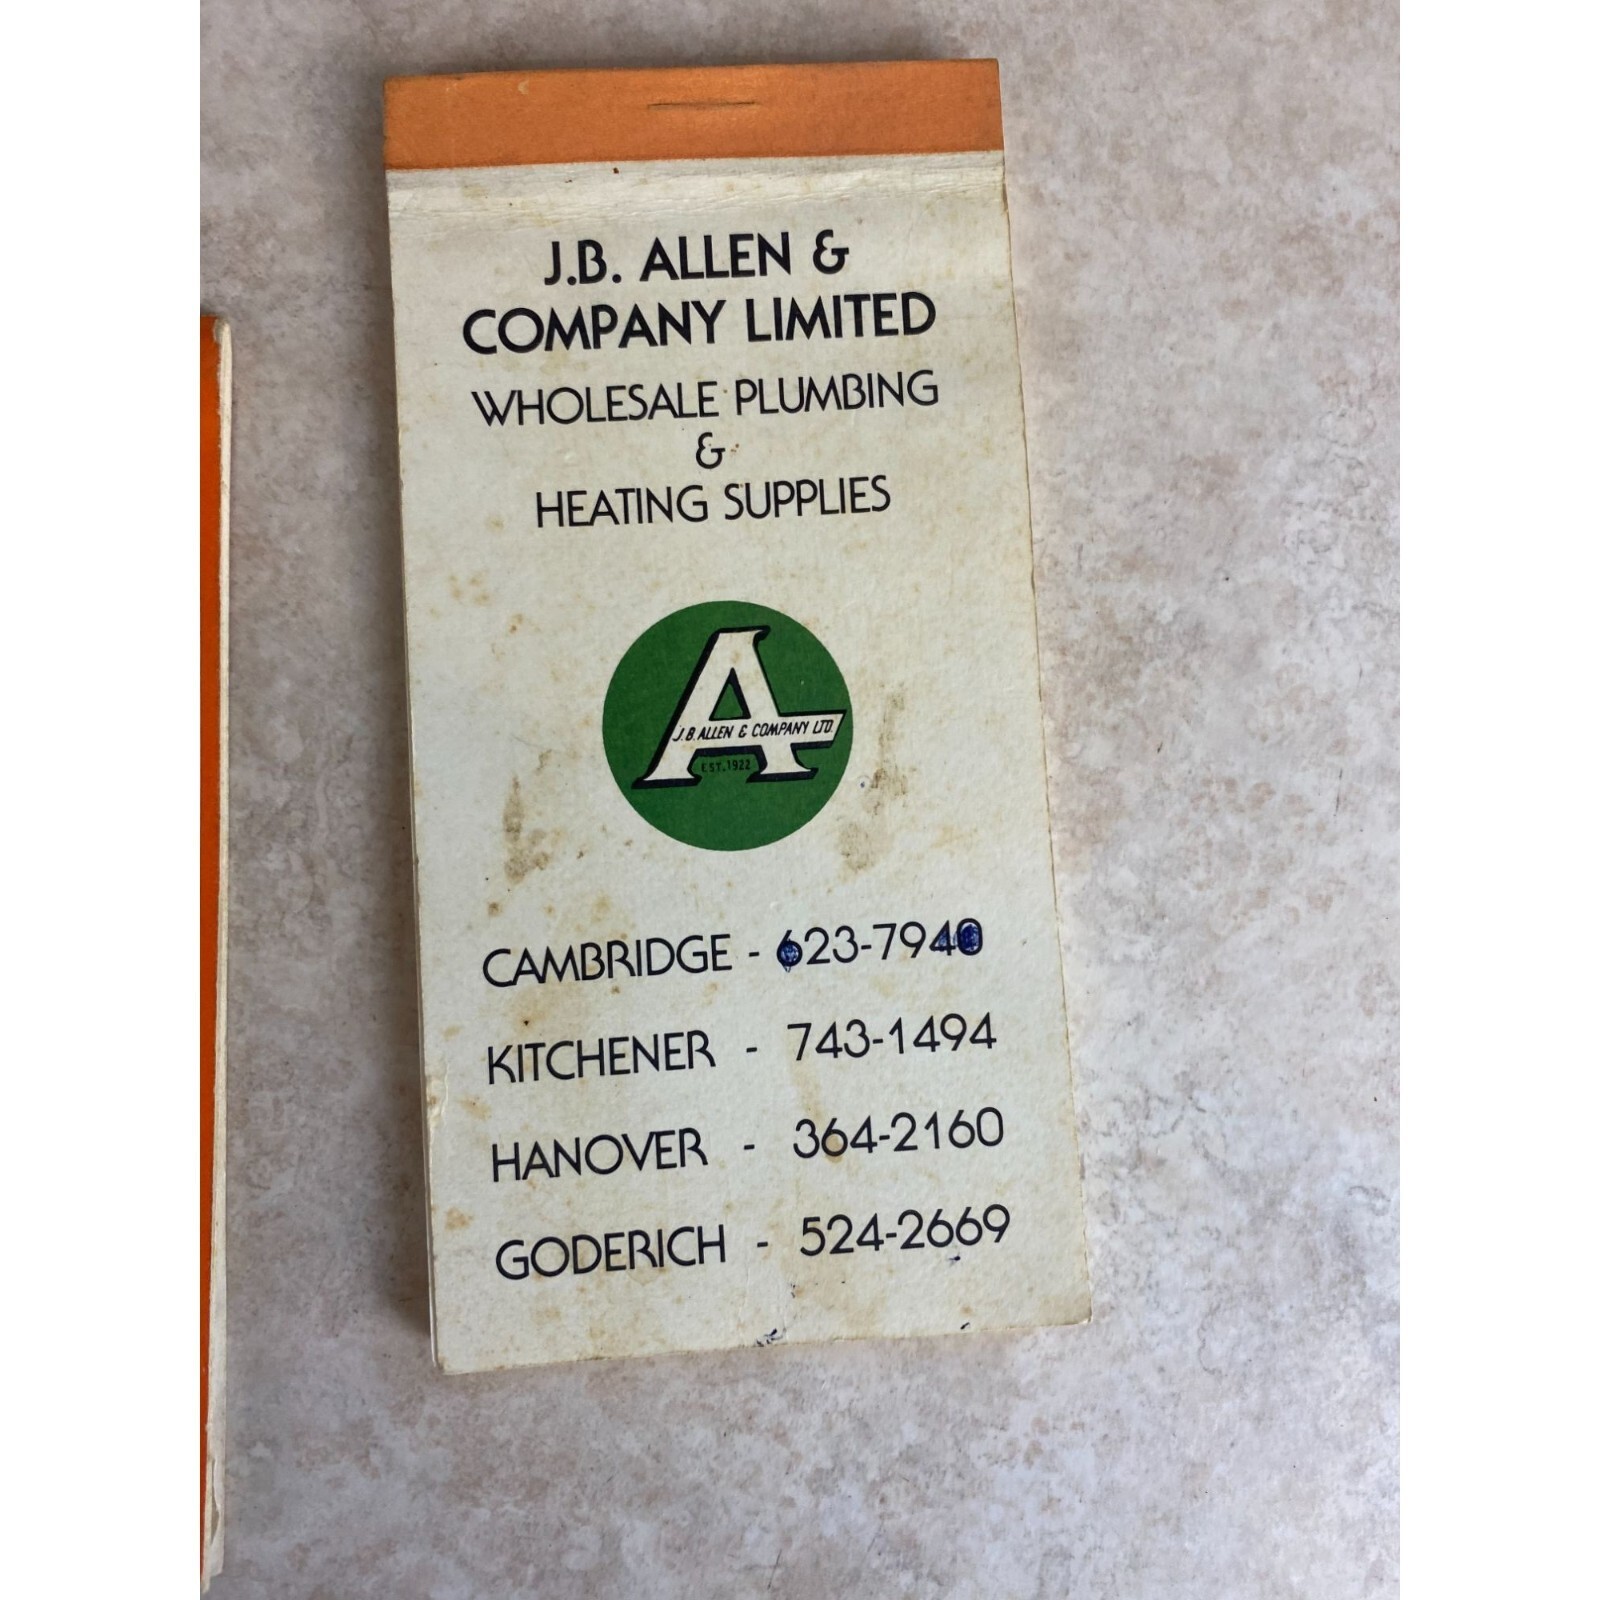 J.B. ALLEN &
COMPANY LIMITED
WHOLESALE PLUMBING
&
HEATING SUPPLIES
J.B. ALLEN & COMPANY LTD.
EST. 1922
CAMBRIDGE - 623-7940
KITCHENER - 743-1494
HANOVER - 364-2160
GODERICH - 524-2669